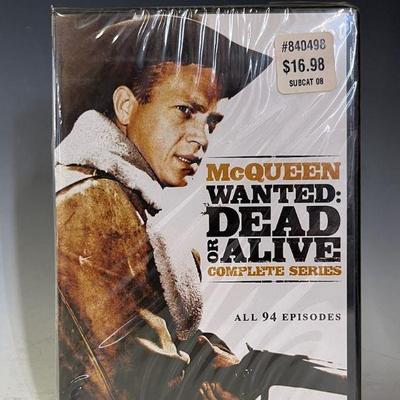 #840498
$16.98
SUBCAT 08
McQUEEN
WANTED:
DEAD
OR ALIVE
COMPLETE SERIES
ALL 94 EPISODES